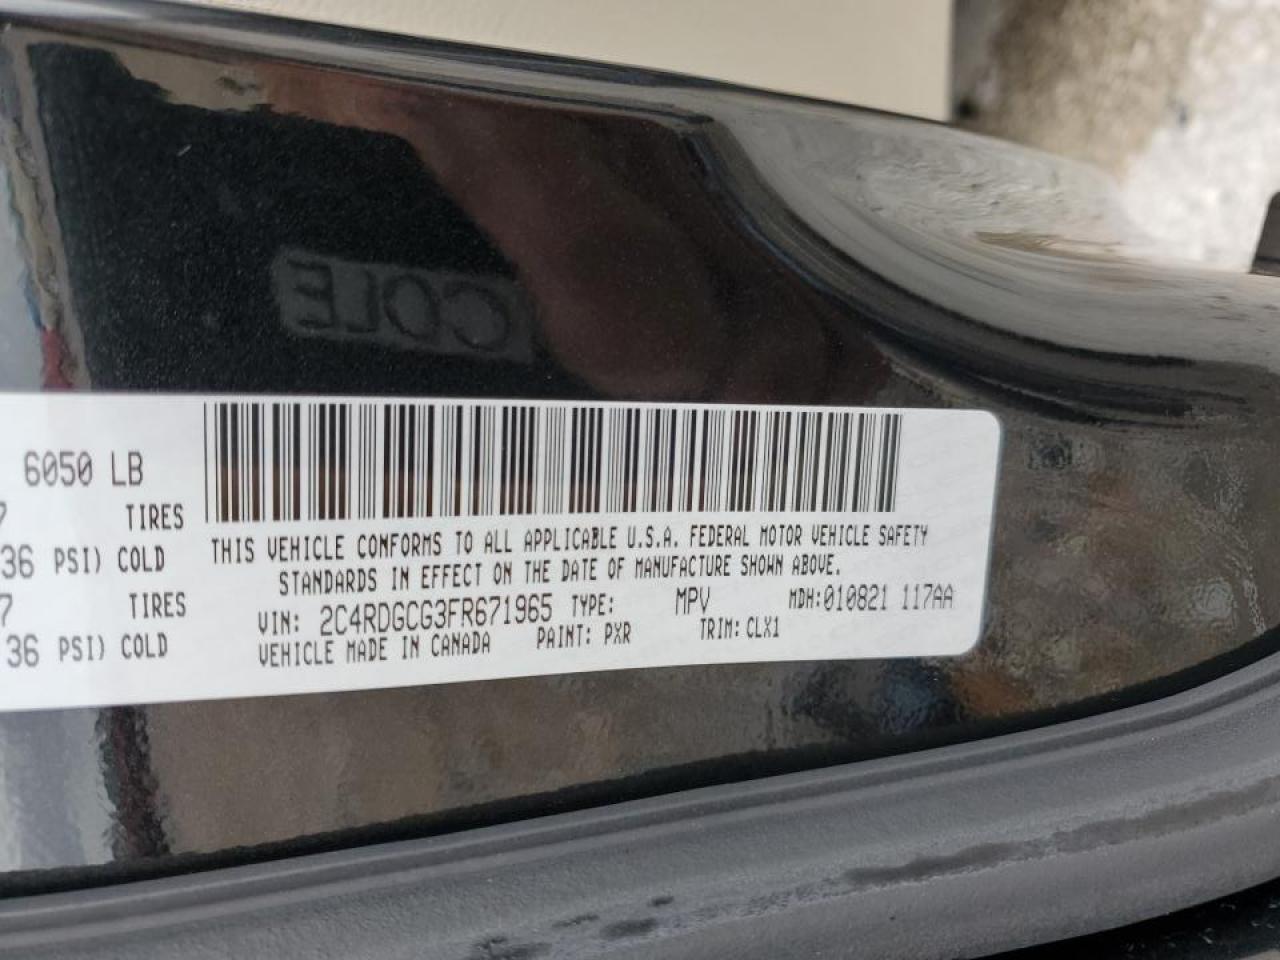 COLE
6050 LB
7 TIRES
36 PSI) COLD
7 TIRES
36 PSI) COLD
THIS VEHICLE CONFORMS TO ALL APPLICABLE U.S.A. FEDERAL MOTOR VEHICLE SAFETY
STANDARDS IN EFFECT ON THE DATE OF MANUFACTURE SHOWN ABOVE.
VIN: 2C4RDGCG3FR671965 TYPE: MPV MDH:010821 117AA
VEHICLE MADE IN CANADA PAINT: PXR TRIM: CLX1